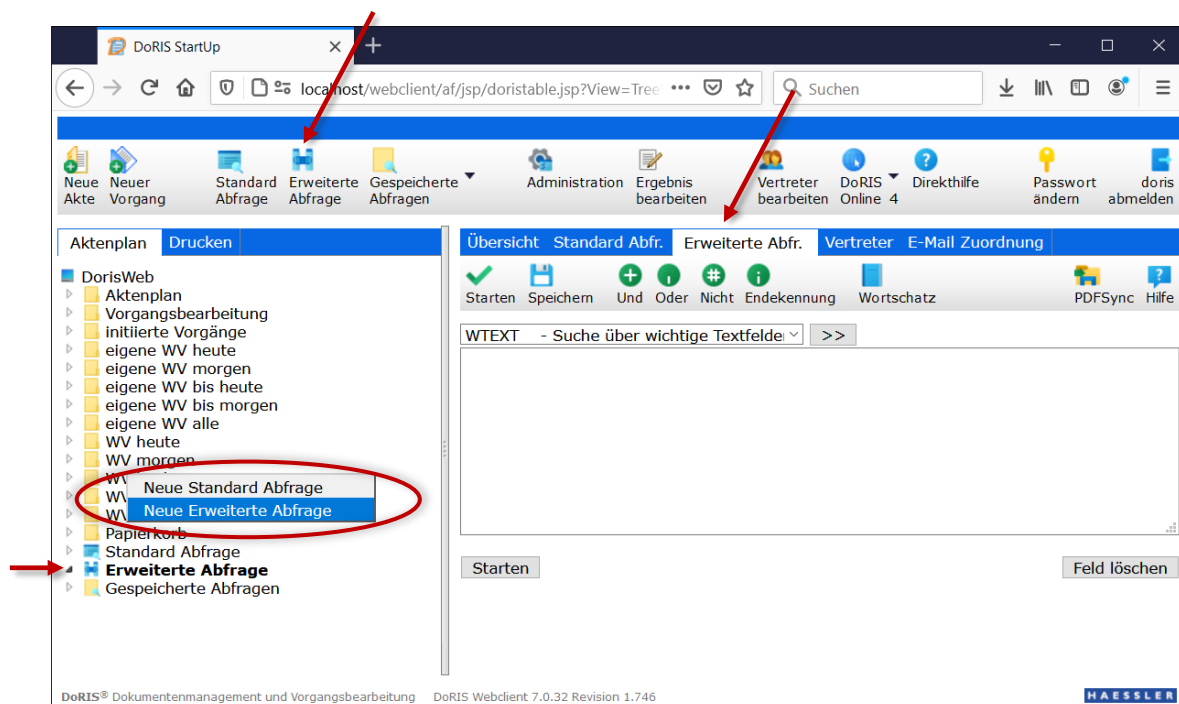 DoRIS StartUp
localhost/webclient/af/jsp/doristable.jsp?View=Tree
Suchen
Neue Akte
Neuer Vorgang
Standard Abfrage
Erweiterte Abfrage
Gespeicherte Abfragen
Administration
Ergebnis bearbeiten
Vertreter bearbeiten
DoRIS Online 4
Direkthilfe
Passwort ändern
doris abmelden
Aktenplan Drucken
DorisWeb
Aktenplan
Vorgangsbearbeitung
initiierte Vorgänge
eigene WV heute
eigene WV morgen
eigene WV bis heute
eigene WV bis morgen
eigene WV alle
WV heute
WV morgen
Neue Standard Abfrage
Neue Erweiterte Abfrage
Papierkorb
Standard Abfrage
Erweiterte Abfrage
Gespeicherte Abfragen
Übersicht Standard Abfr. Erweiterte Abfr. Vertreter E-Mail Zuordnung
Starten Speichern Und Oder Nicht Endekennung Wortschatz PDFSync Hilfe
WTEXT - Suche über wichtige Textfelde >>
Starten Feld löschen
DoRIS® Dokumentenmanagement und Vorgangsbearbeitung DoRIS Webclient 7.0.32 Revision 1.746
HAESSLER